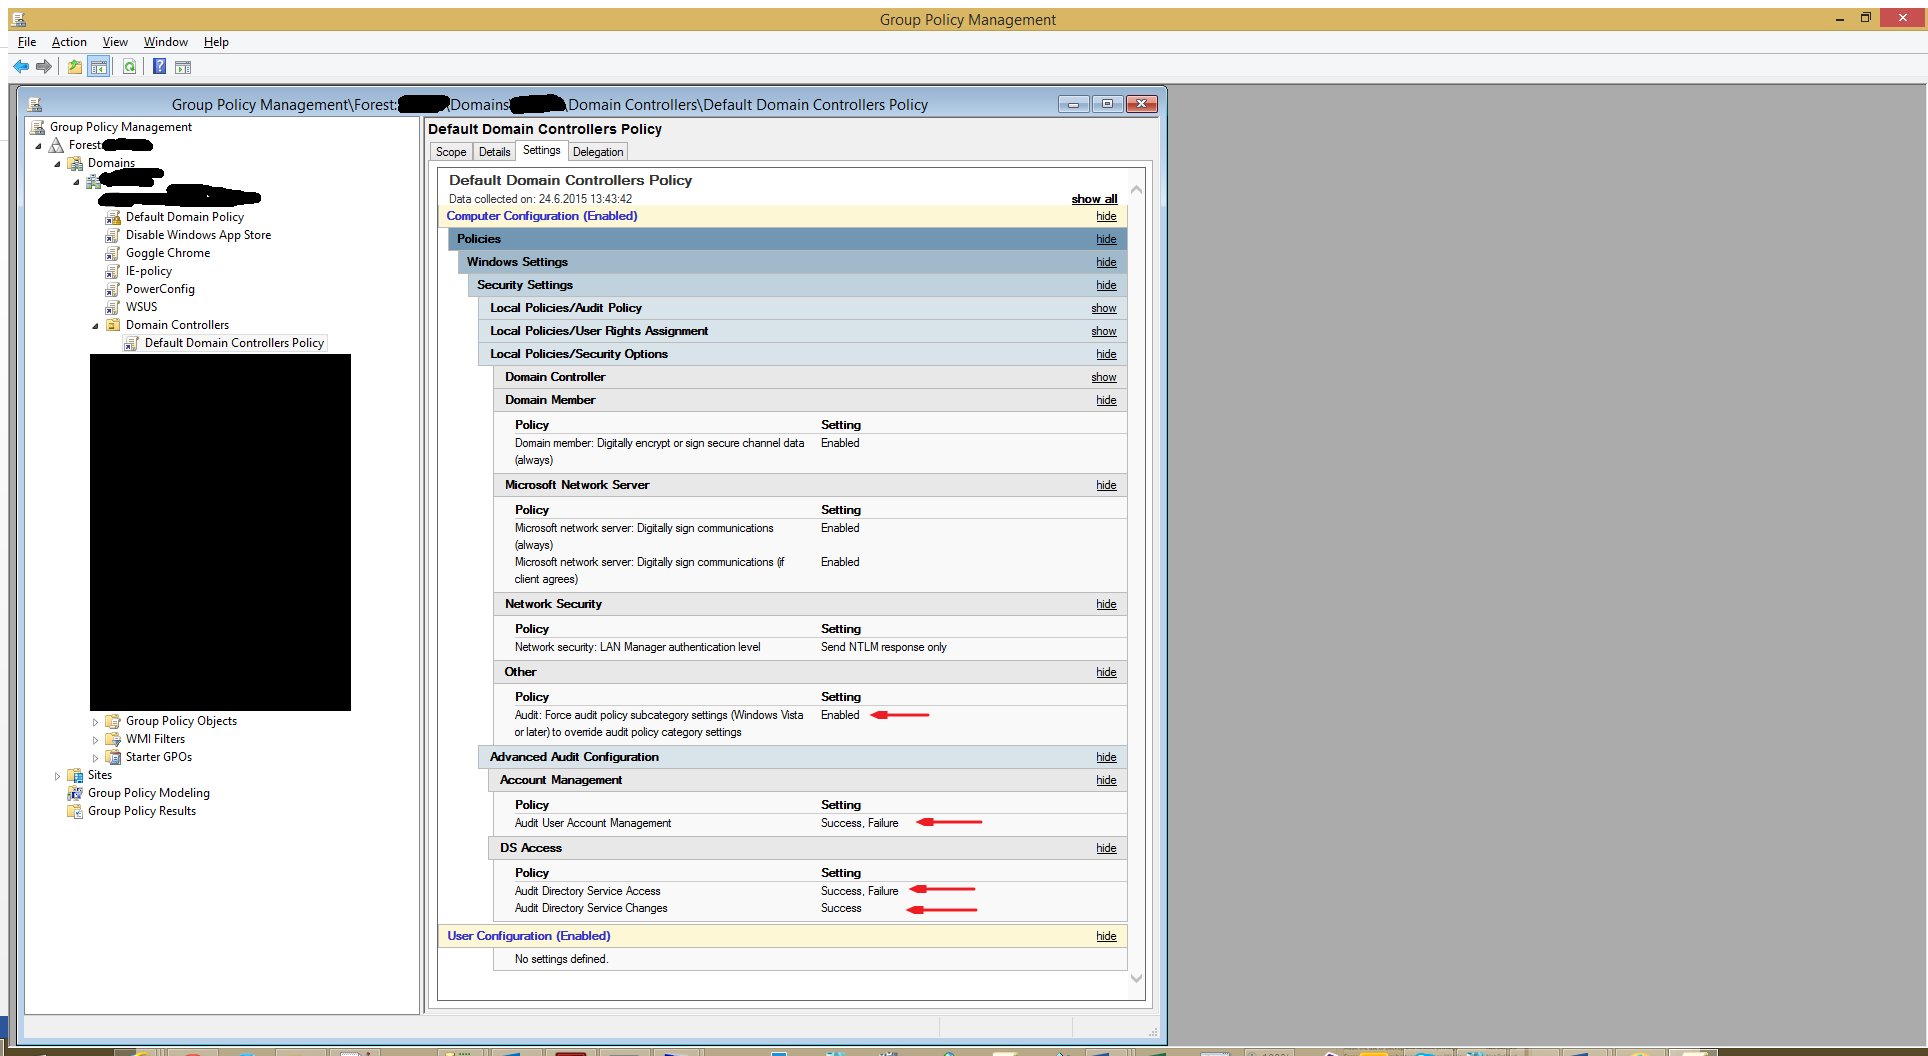 Group Policy Management
File Action View Window Help
Group Policy Management\Forest: \Domains \Domain Controllers\Default Domain Controllers Policy
Group Policy Management
Forest:
Domains
Default Domain Policy
Disable Windows App Store
Goggle Chrome
IE-policy
PowerConfig
WSUS
Domain Controllers
Default Domain Controllers Policy
Group Policy Objects
WMI Filters
Starter GPOs
Sites
Group Policy Modeling
Group Policy Results
Default Domain Controllers Policy
Scope Details Settings Delegation
Default Domain Controllers Policy
Data collected on: 24.6.2015 13:43:42 show all
Computer Configuration (Enabled) hide
Policies hide
Windows Settings hide
Security Settings hide
Local Policies/Audit Policy show
Local Policies/User Rights Assignment show
Local Policies/Security Options hide
Domain Controller show
Domain Member hide
Policy Setting
Domain member: Digitally encrypt or sign secure channel data Enabled
(always)
Microsoft Network Server hide
Policy Setting
Microsoft network server: Digitally sign communications Enabled
(always)
Microsoft network server: Digitally sign communications (if Enabled
client agrees)
Network Security hide
Policy Setting
Network security: LAN Manager authentication level Send NTLM response only
Other hide
Policy Setting
Audit: Force audit policy subcategory settings (Windows Vista Enabled
or later) to override audit policy category settings
Advanced Audit Configuration hide
Account Management hide
Policy Setting
Audit User Account Management Success, Failure
DS Access hide
Policy Setting
Audit Directory Service Access Success, Failure
Audit Directory Service Changes Success
User Configuration (Enabled) hide
No settings defined.